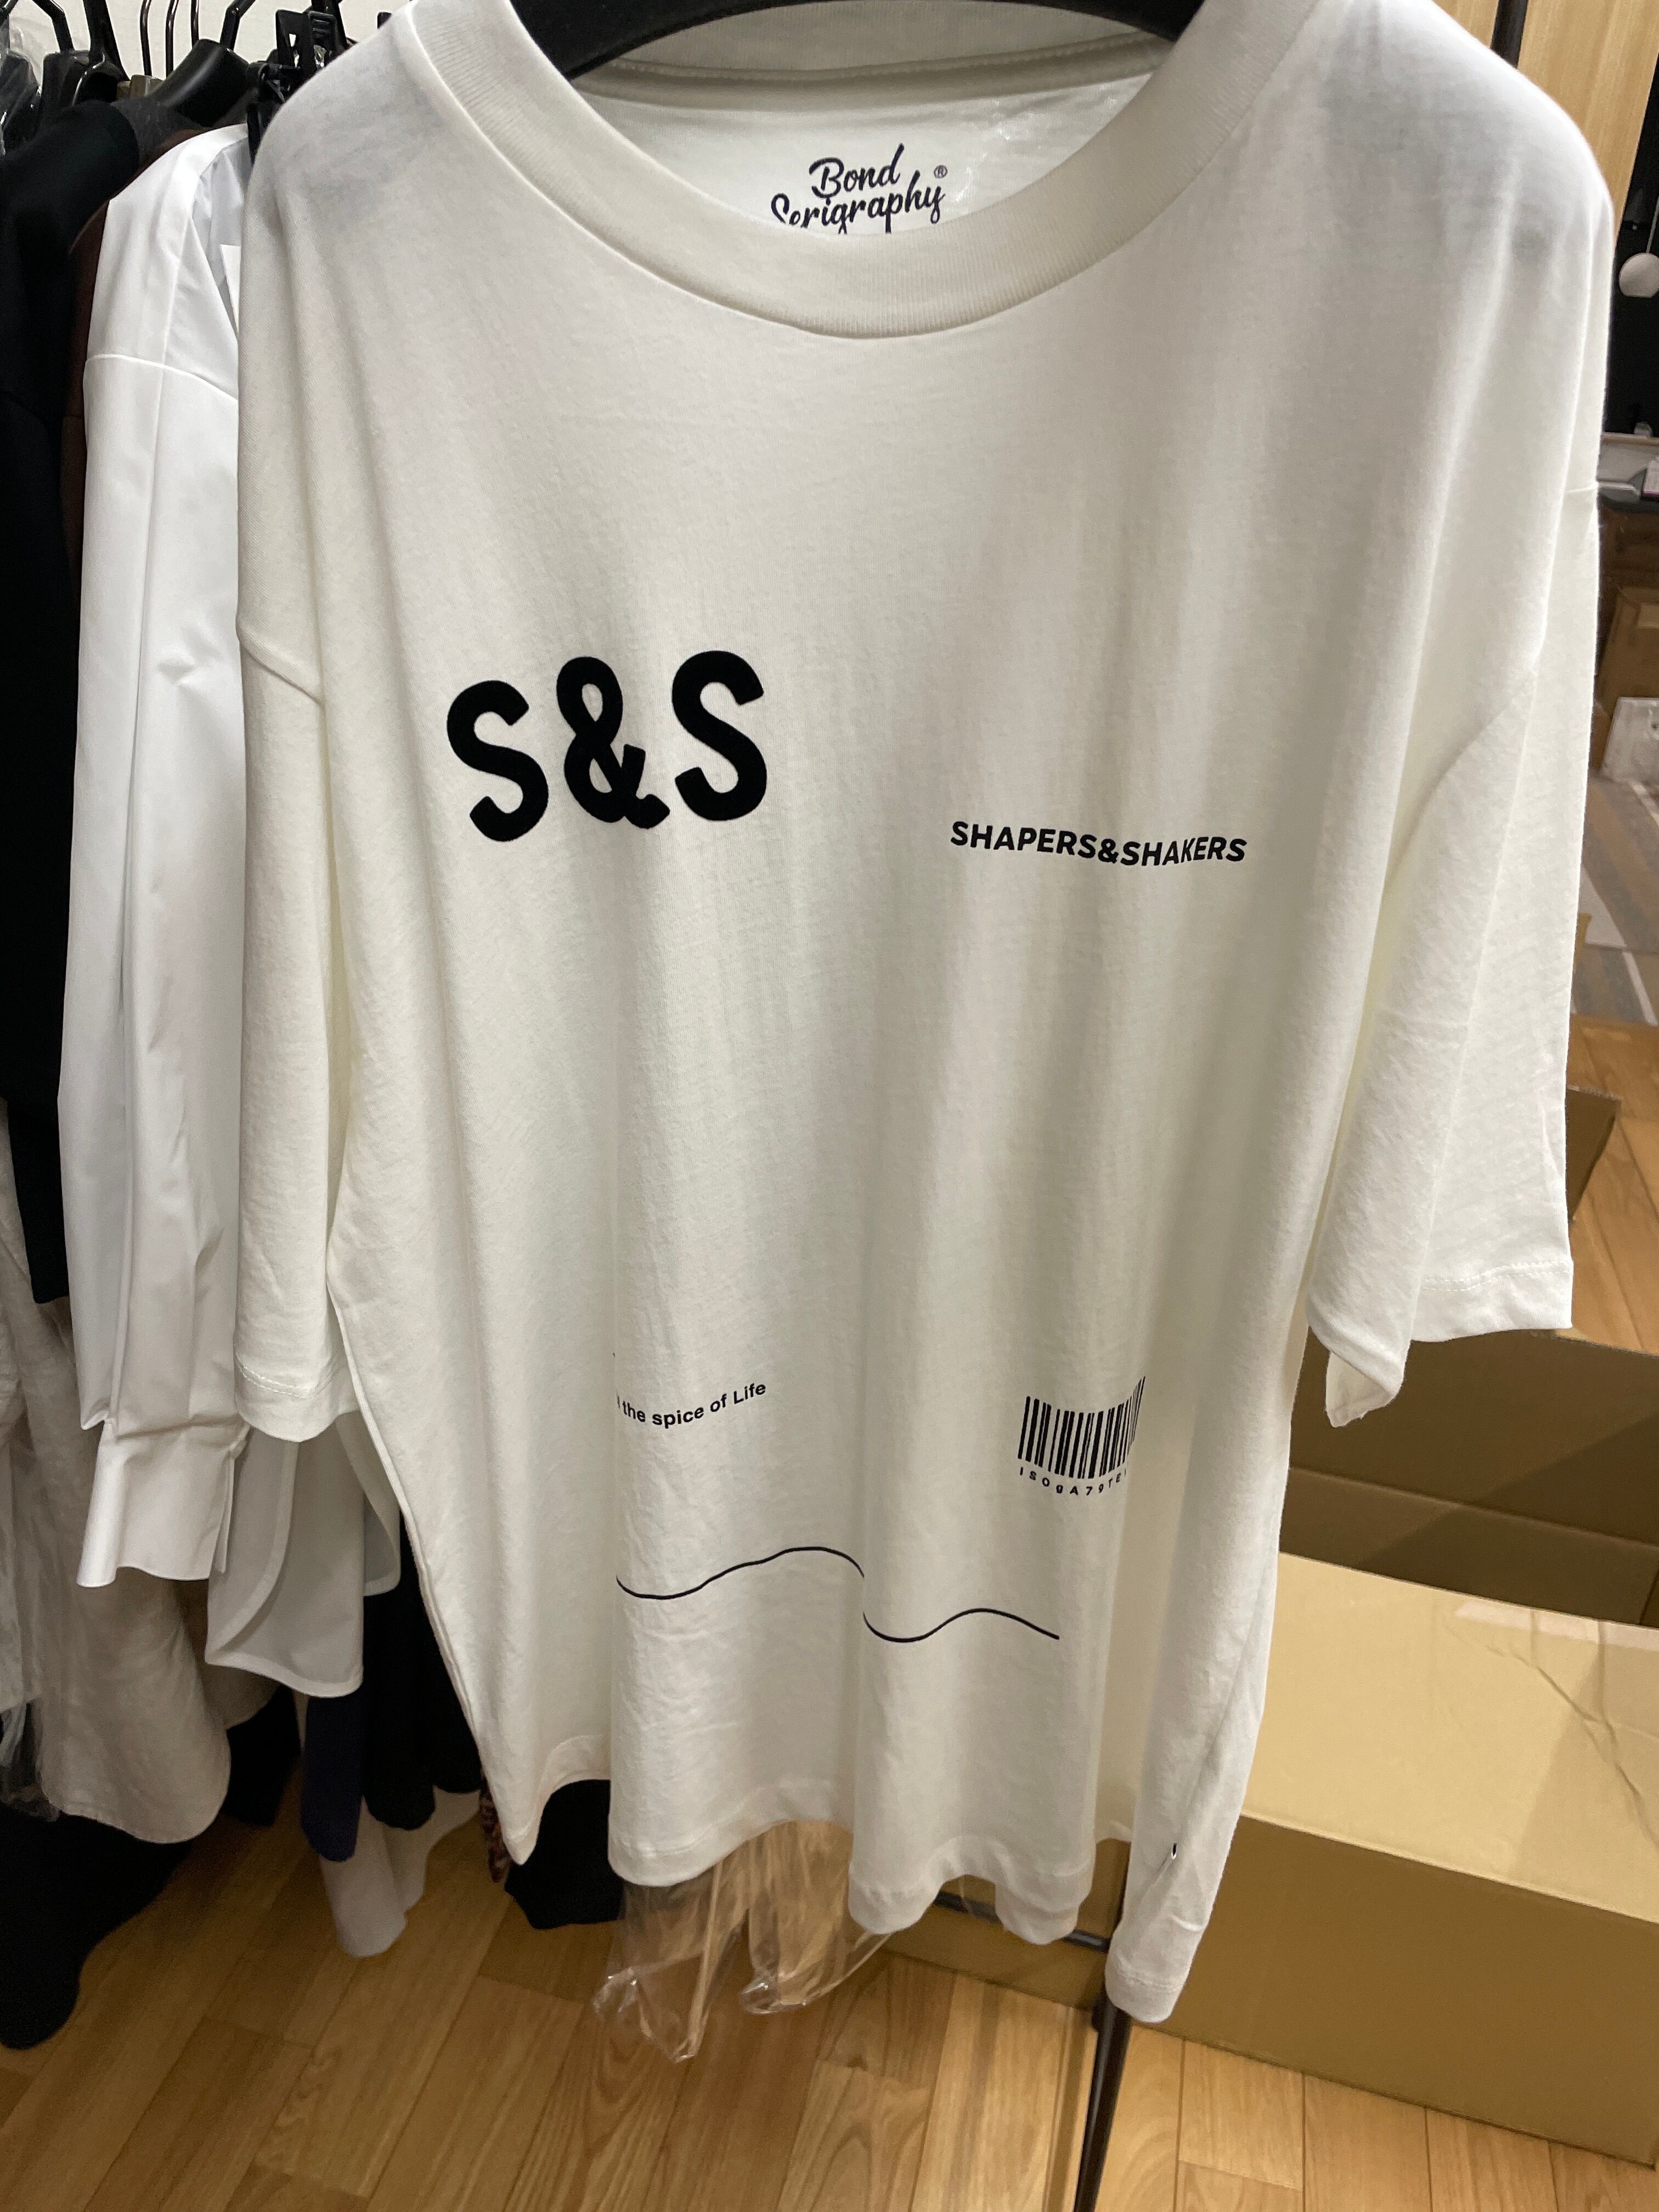 Bond
Serigraphy®
S&S
SHAPERS&SHAKERS
the spice of Life